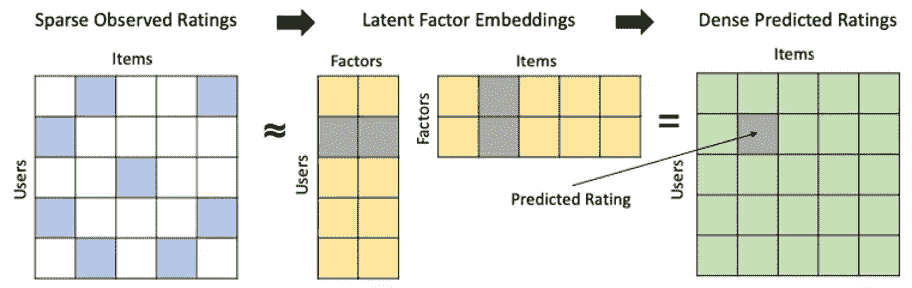 Sparse Observed Ratings
Latent Factor Embeddings
Dense Predicted Ratings
Items
Users
≈
Factors
Users
Items
Factors
=
Items
Users
Predicted Rating